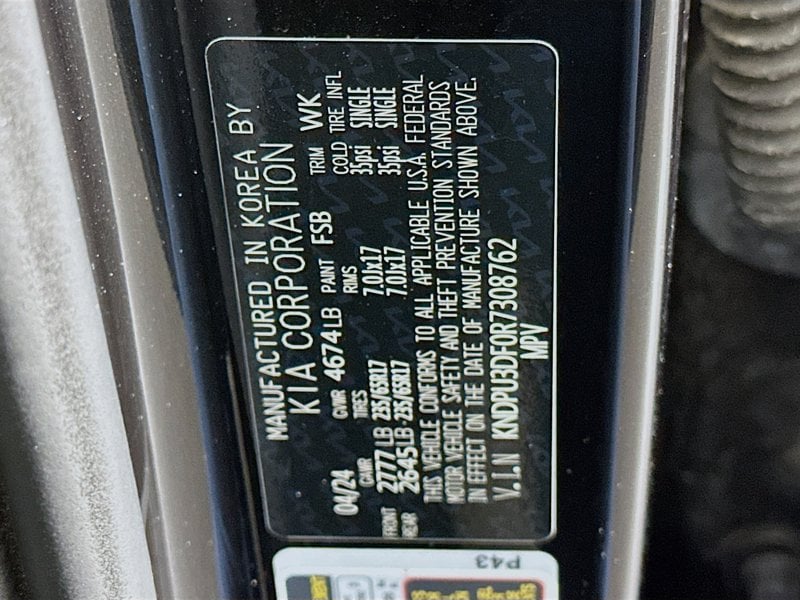 MANUFACTURED IN KOREA BY
KIA CORPORATION
04/24 GVWR 4674LB PAINT FSB TRIM WK
GAWR TIRES RIMS COLD TIRE INFL
FRONT 2777LB 235/65R17 7.0Jx17 35psi SINGLE
REAR 2645LB 235/65R17 7.0Jx17 35psi SINGLE
THIS VEHICLE CONFORMS TO ALL APPLICABLE U.S.A. FEDERAL
MOTOR VEHICLE SAFETY AND THEFT PREVENTION STANDARDS
IN EFFECT ON THE DATE OF MANUFACTURE SHOWN ABOVE.
V.I.N KNDPU3DF0R7308762
MPV
P43